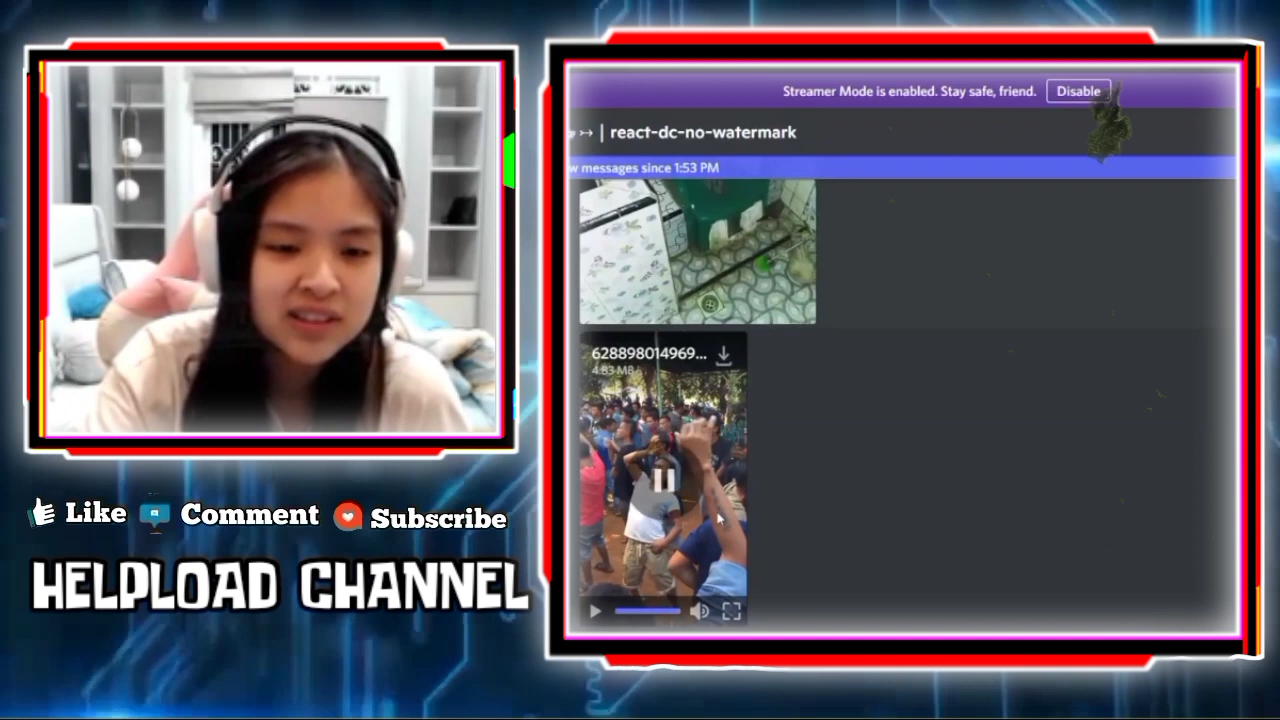 Streamer Mode is enabled. Stay safe, friend. Disable
| react-dc-no-watermark
w messages since 1:53 PM
628898014969...
4.83 MB
Like Comment Subscribe
HELPLOAD CHANNEL